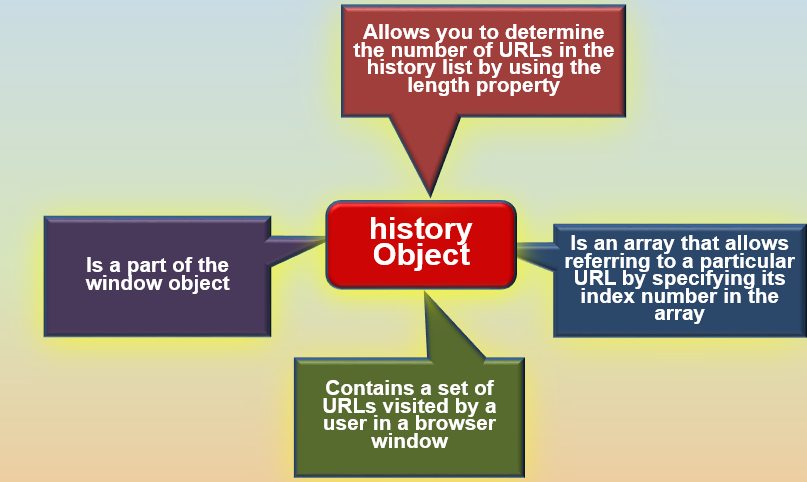 Allows you to determine
the number of URLs in the
history list by using the
length property
history
Object
Is a part of the
window object
Is an array that allows
referring to a particular
URL by specifying its
index number in the
array
Contains a set of
URLs visited by a
user in a browser
window